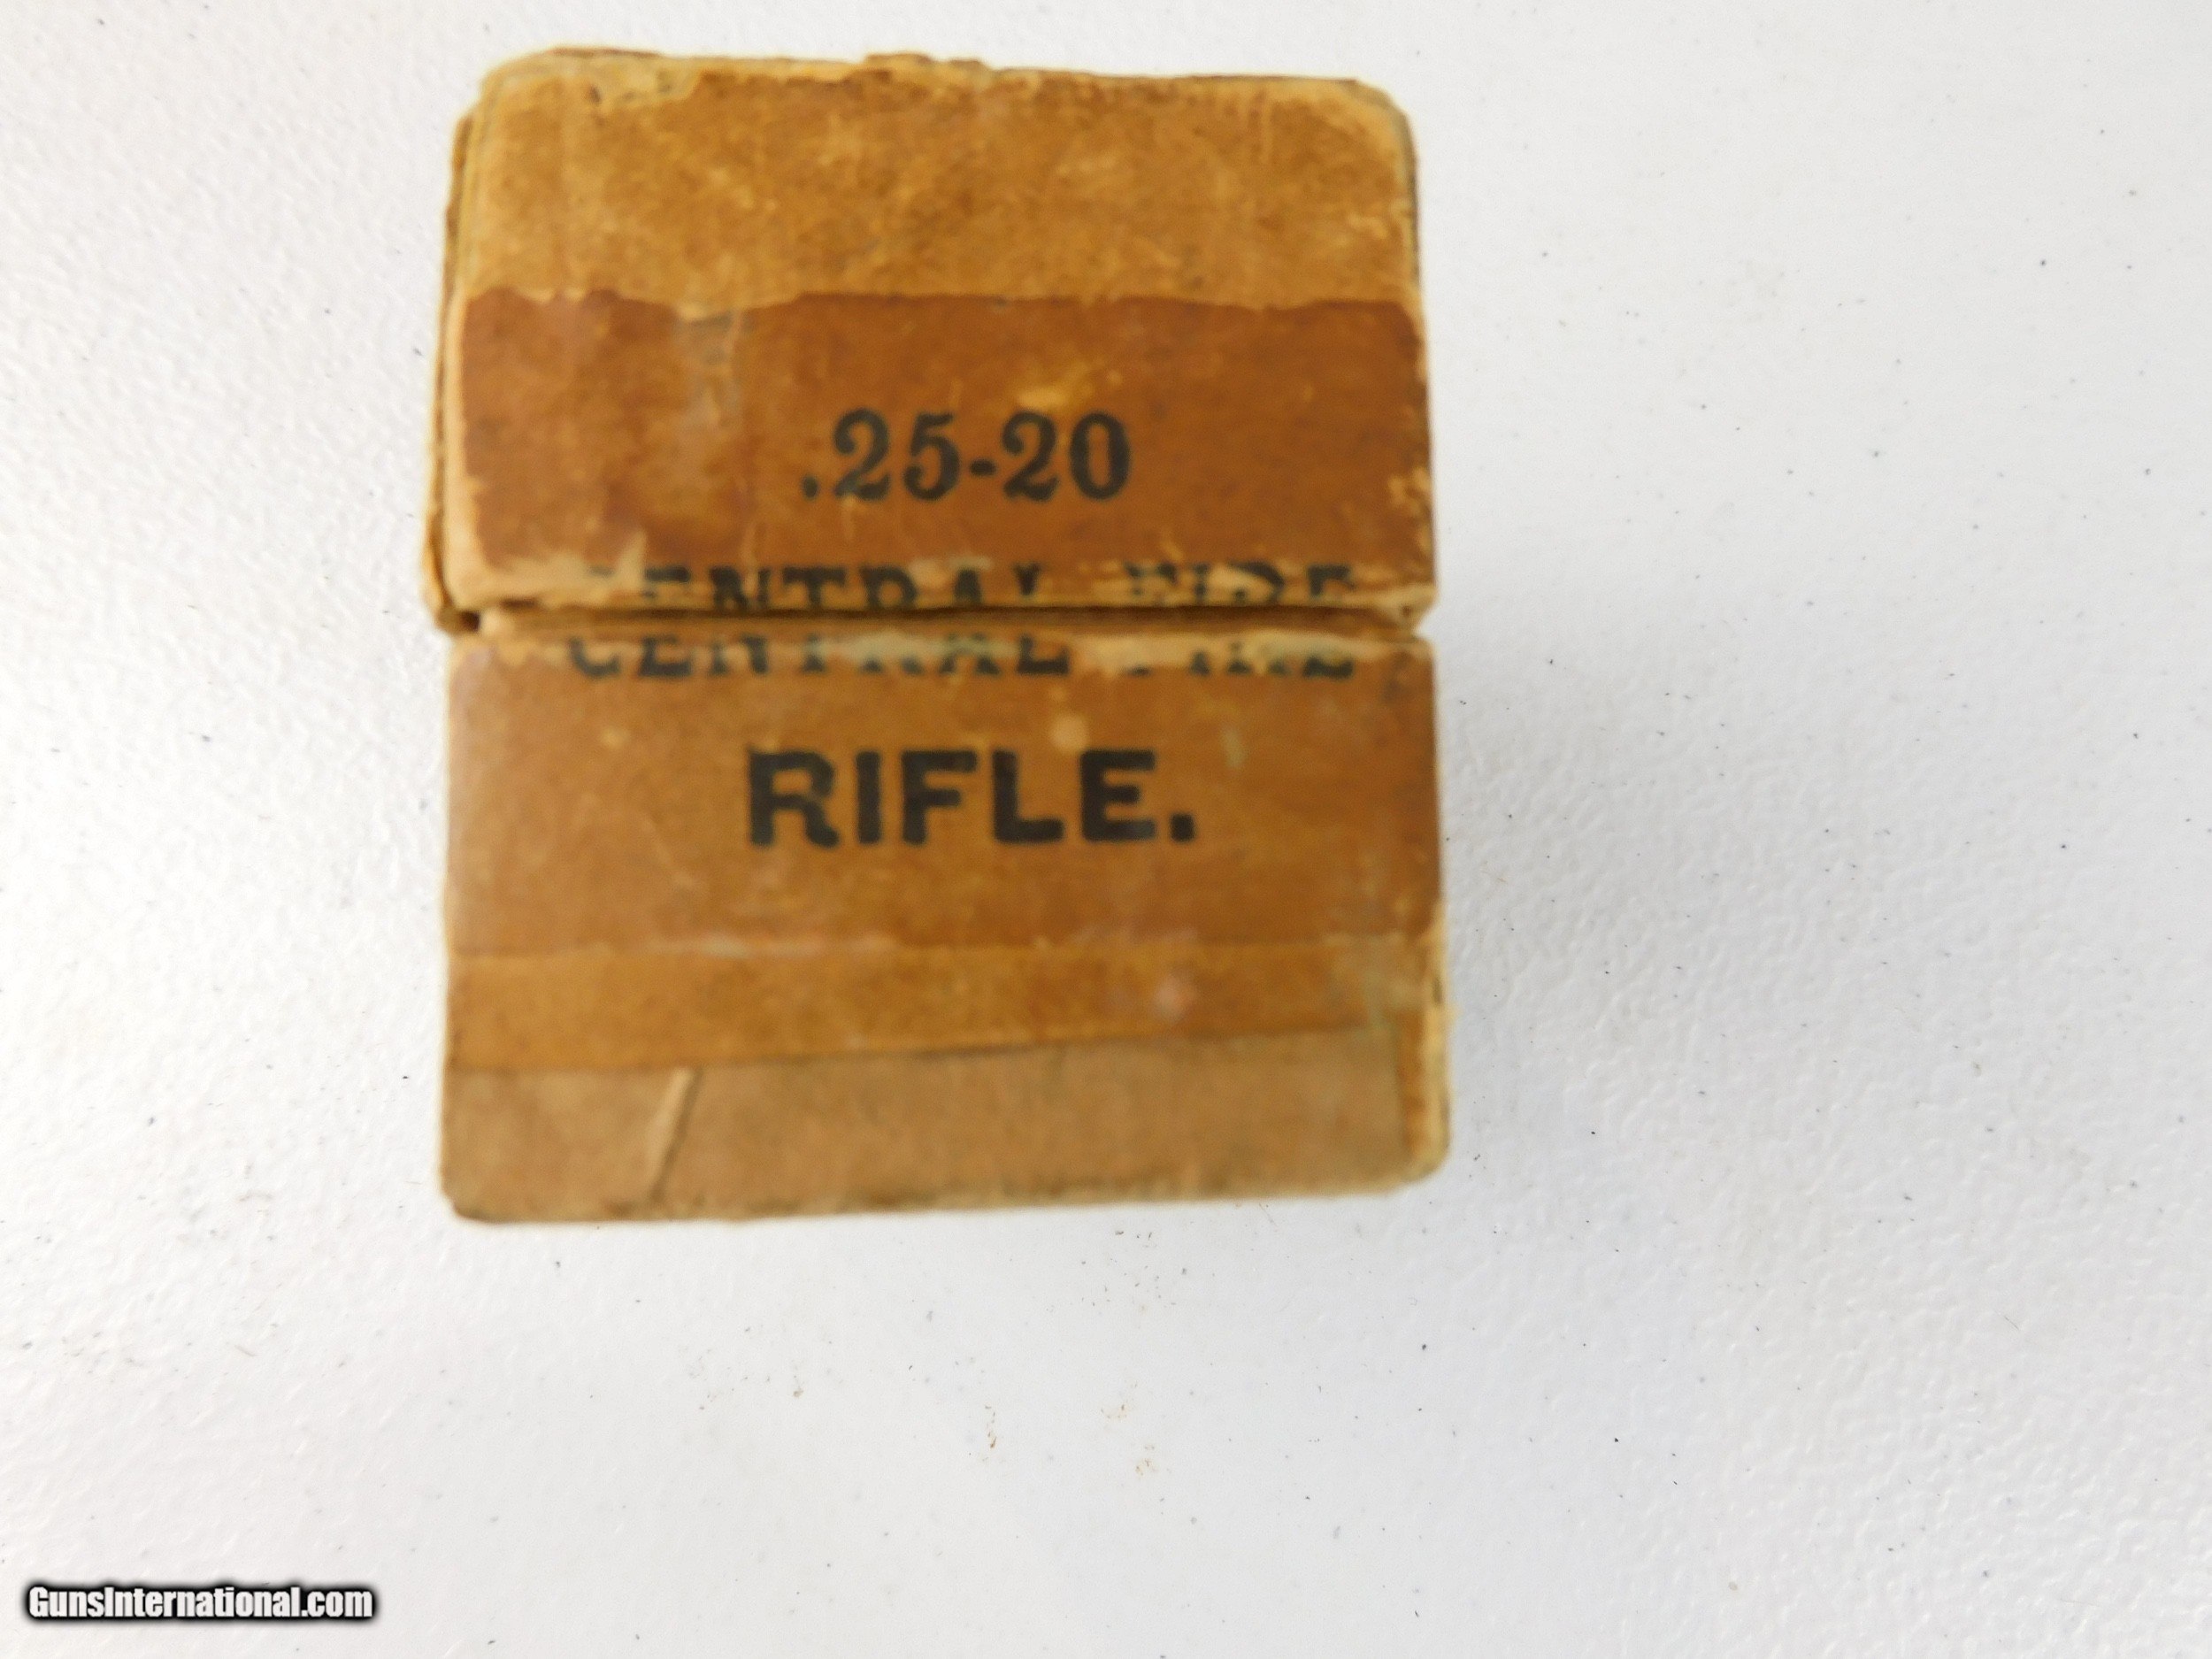 .25-20
CENTRAL FIRE
RIFLE.
GunsInternational.com